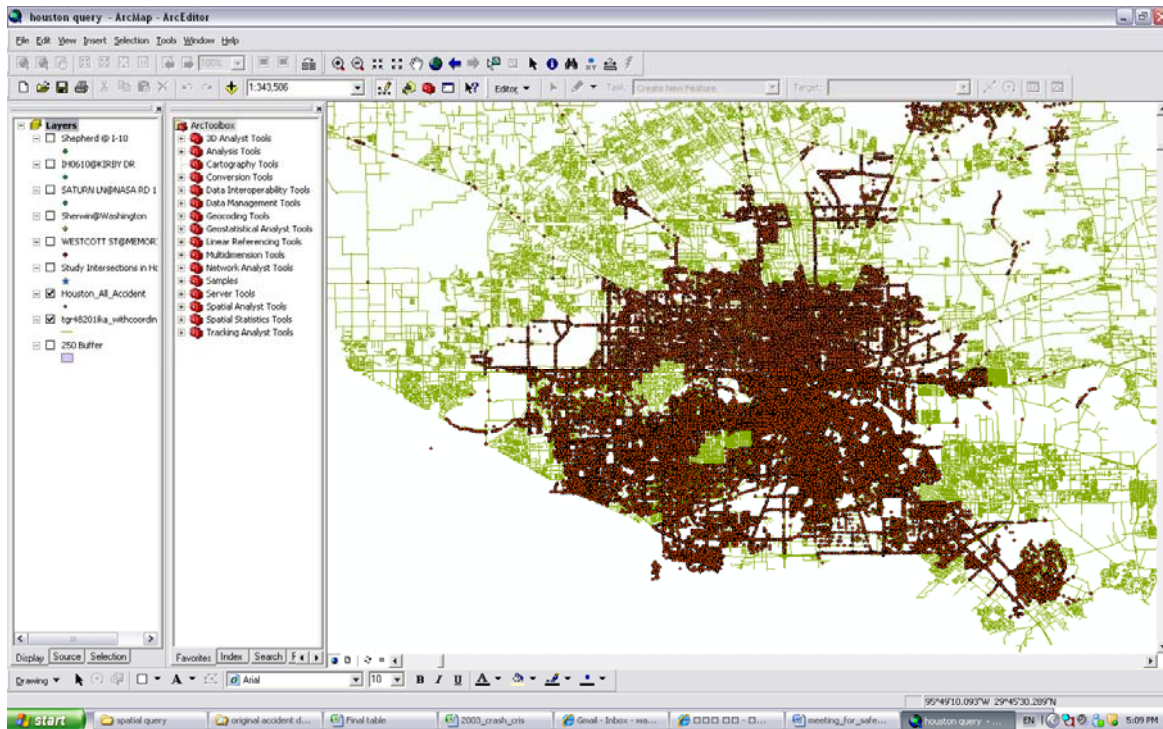 houston query - ArcMap - ArcEditor
File Edit View Insert Selection Tools Window Help
100%
1:343,506
Editor
Task: Create New Feature
Target:
Layers
Shepherd @ I-10
IH0610@KIRBY DR
SATURN LN@NASA RD 1
Sherwin@Washington
WESTCOTT ST@MEMOR
Study Intersections in Ho
Houston_All_Accident
tgr48201lka_withcoordin
250 Buffer
Display Source Selection
ArcToolbox
3D Analyst Tools
Analysis Tools
Cartography Tools
Conversion Tools
Data Interoperability Tools
Data Management Tools
Geocoding Tools
Geostatistical Analyst Tools
Linear Referencing Tools
Multidimension Tools
Network Analyst Tools
Samples
Server Tools
Spatial Analyst Tools
Spatial Statistics Tools
Tracking Analyst Tools
Favorites Index Search
Drawing
A
Arial
10
B I U A
95°49'10.093"W 29°45'30.289"N
start
spatial query
original accident d...
Final table
2003_crash_cris
Gmail - Inbox - wa...
□□□ □□ - □...
meeting_for_safe...
houston query - ...
EN
5:09 PM